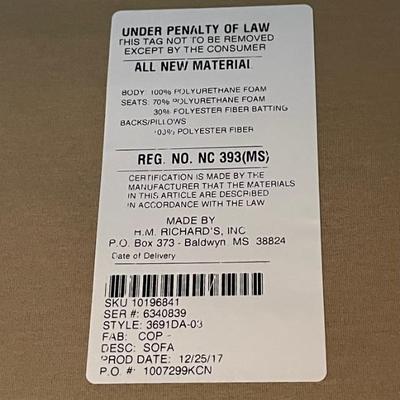 UNDER PENALTY OF LAW
THIS TAG NOT TO BE REMOVED
EXCEPT BY THE CONSUMER
ALL NEW MATERIAL
BODY: 100% POLYURETHANE FOAM
SEATS: 70% POLYURETHANE FOAM
30% POLYESTER FIBER BATTING
BACKS/PILLOWS
100% POLYESTER FIBER
REG. NO. NC 393(MS)
CERTIFICATION IS MADE BY THE
MANUFACTURER THAT THE MATERIALS
IN THIS ARTICLE ARE DESCRIBED
IN ACCORDANCE WITH THE LAW
MADE BY
H.M. RICHARD'S, INC
P.O. Box 373 - Baldwyn MS 38824
Date of Delivery
SKU 10196841
SER #: 6340839
STYLE: 3691DA-03
FAB: COP -
DESC: SOFA
PROD DATE: 12/25/17
P.O. #: 1007299KCN